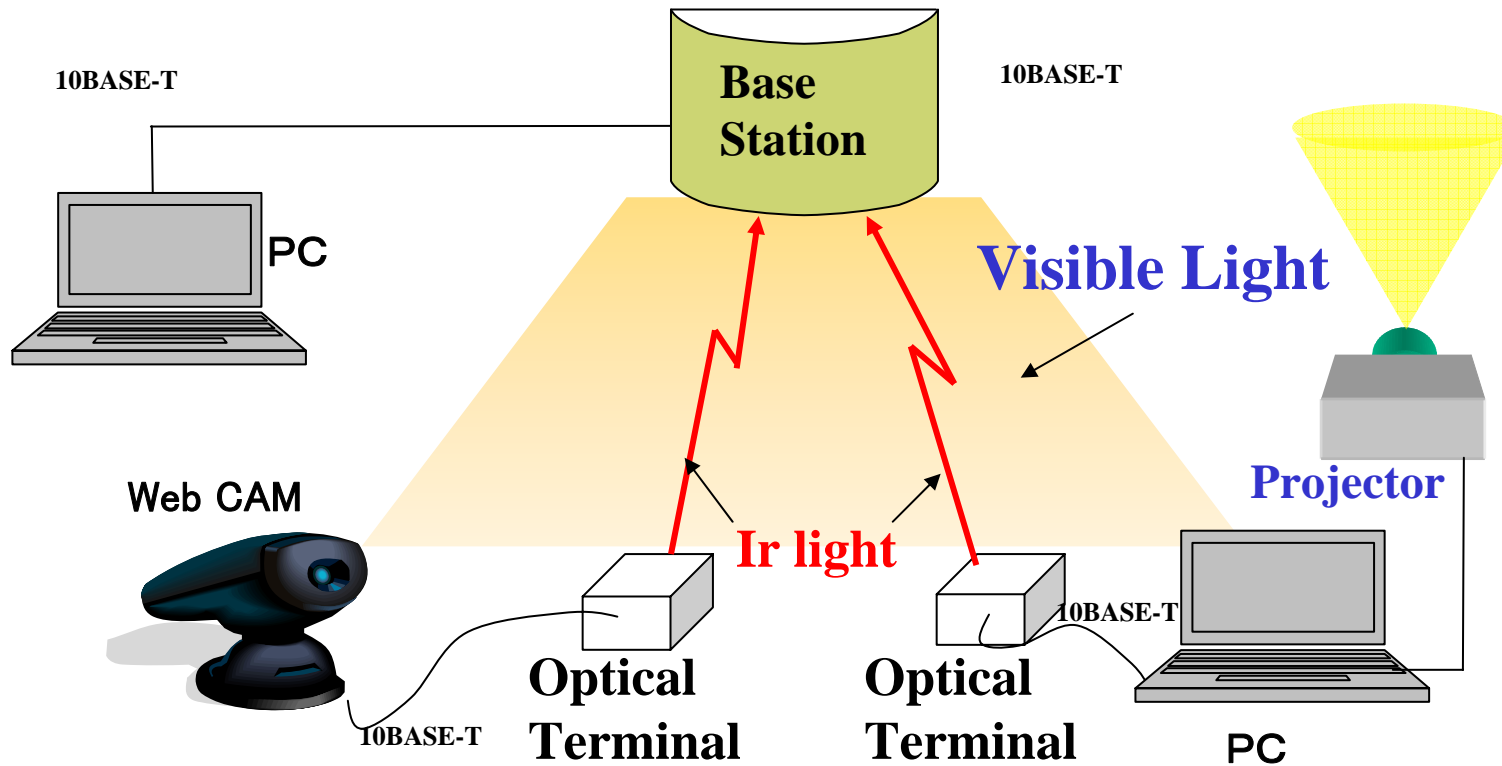 10BASE-T
Base
Station
10BASE-T
PC
Visible Light
Projector
Web CAM
Ir light
10BASE-T
Optical
Terminal
Optical
Terminal
10BASE-T
PC